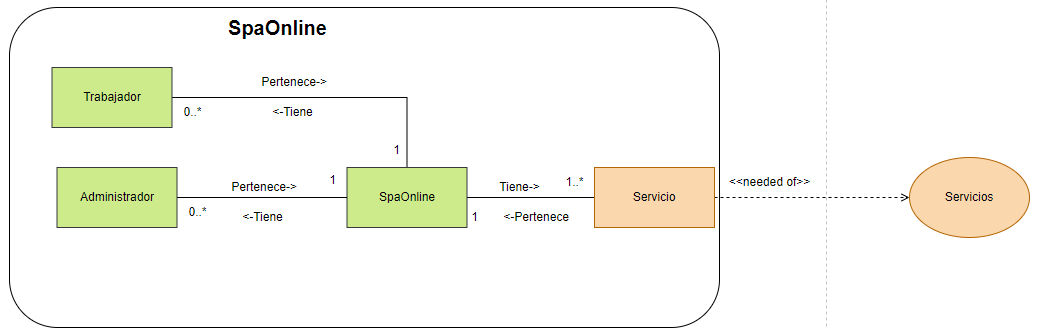 SpaOnline
Pertenece->
Trabajador
0..*
<-Tiene
1
Pertenece->
1
Administrador
0..*
<-Tiene
SpaOnline
Tiene->
1..*
1
<-Pertenece
Servicio
<<needed of>>
Servicios